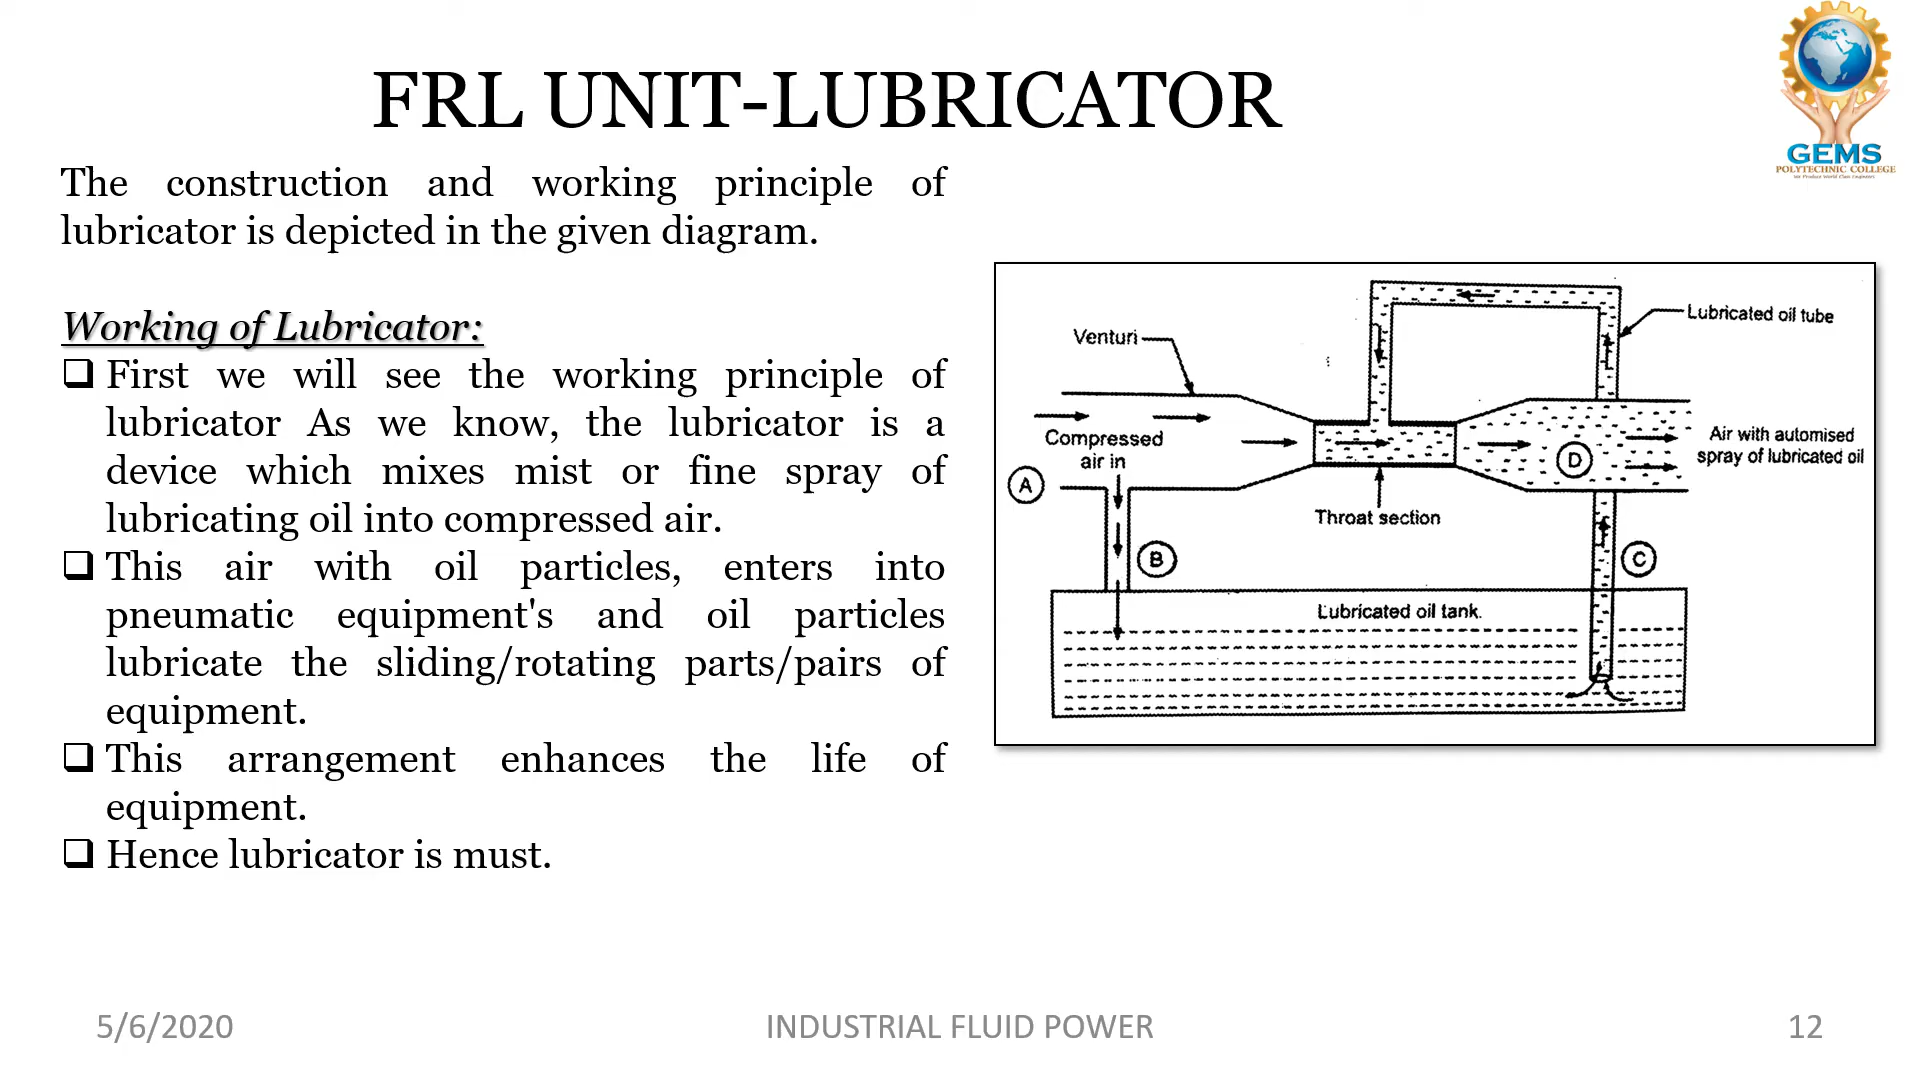 FRL UNIT-LUBRICATOR
GEMS
POLYTECHNIC COLLEGE
We Produce World Class Engineers
The construction and working principle of
lubricator is depicted in the given diagram.
Working of Lubricator:
First we will see the working principle of
lubricator As we know, the lubricator is a
device which mixes mist or fine spray of
lubricating oil into compressed air.
This air with oil particles, enters into
pneumatic equipment's and oil particles
lubricate the sliding/rotating parts/pairs of
equipment.
This arrangement enhances the life of
equipment.
Hence lubricator is must.
Venturi
Lubricated oil tube
Compressed
air in
Air with automised
spray of lubricated oil
A
D
Throat section
B
C
Lubricated oil tank.
5/6/2020
INDUSTRIAL FLUID POWER
12